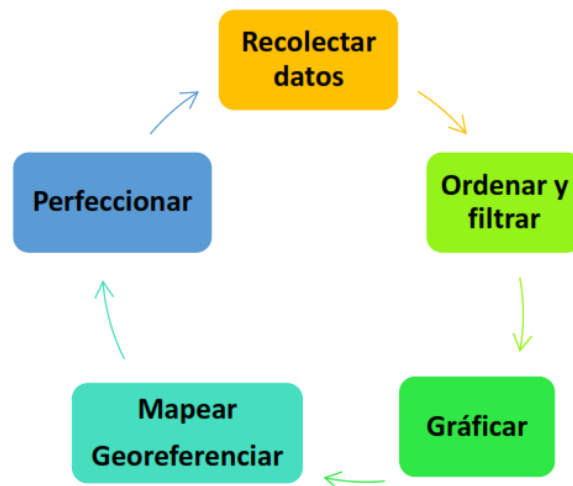 Recolectar
datos
Ordenar y
filtrar
Gráficar
Mapear
Georeferenciar
Perfeccionar